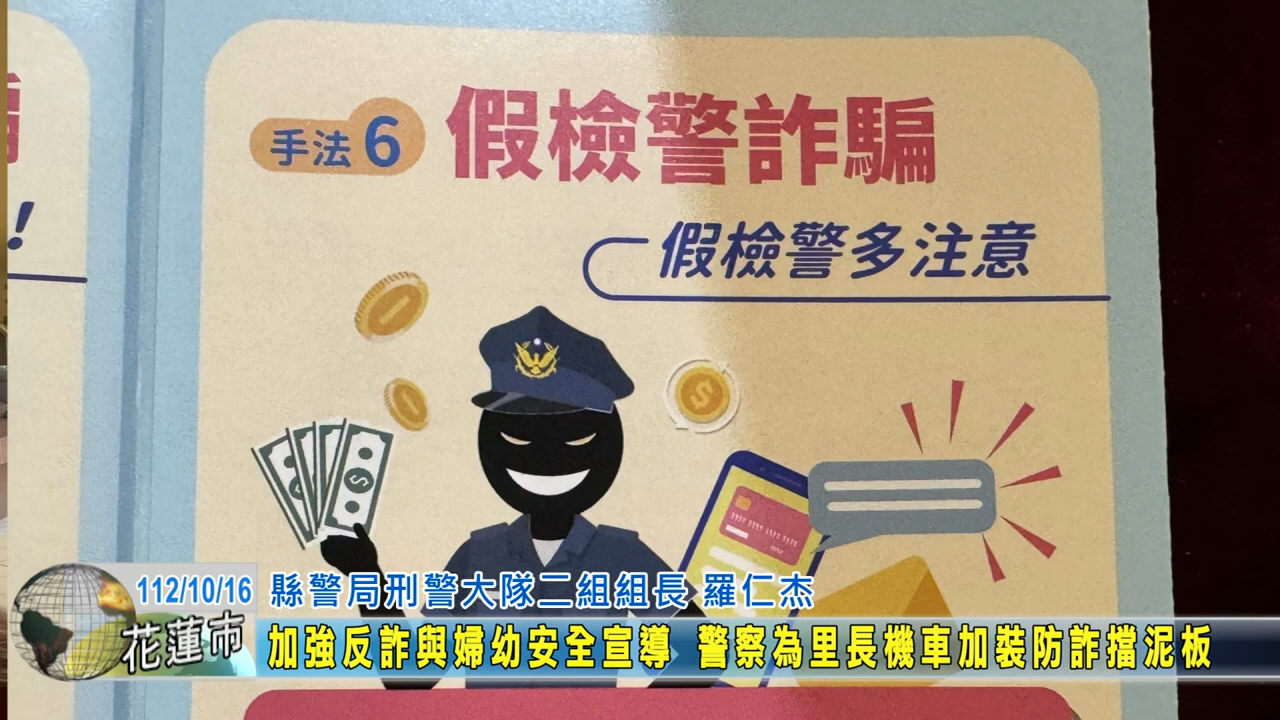 手法6 假檢警詐騙
假檢警多注意
!
112/10/16 縣警局刑警大隊二組組長 羅仁杰
花蓮市
加強反詐與婦幼安全宣導 警察為里長機車加裝防詐擋泥板